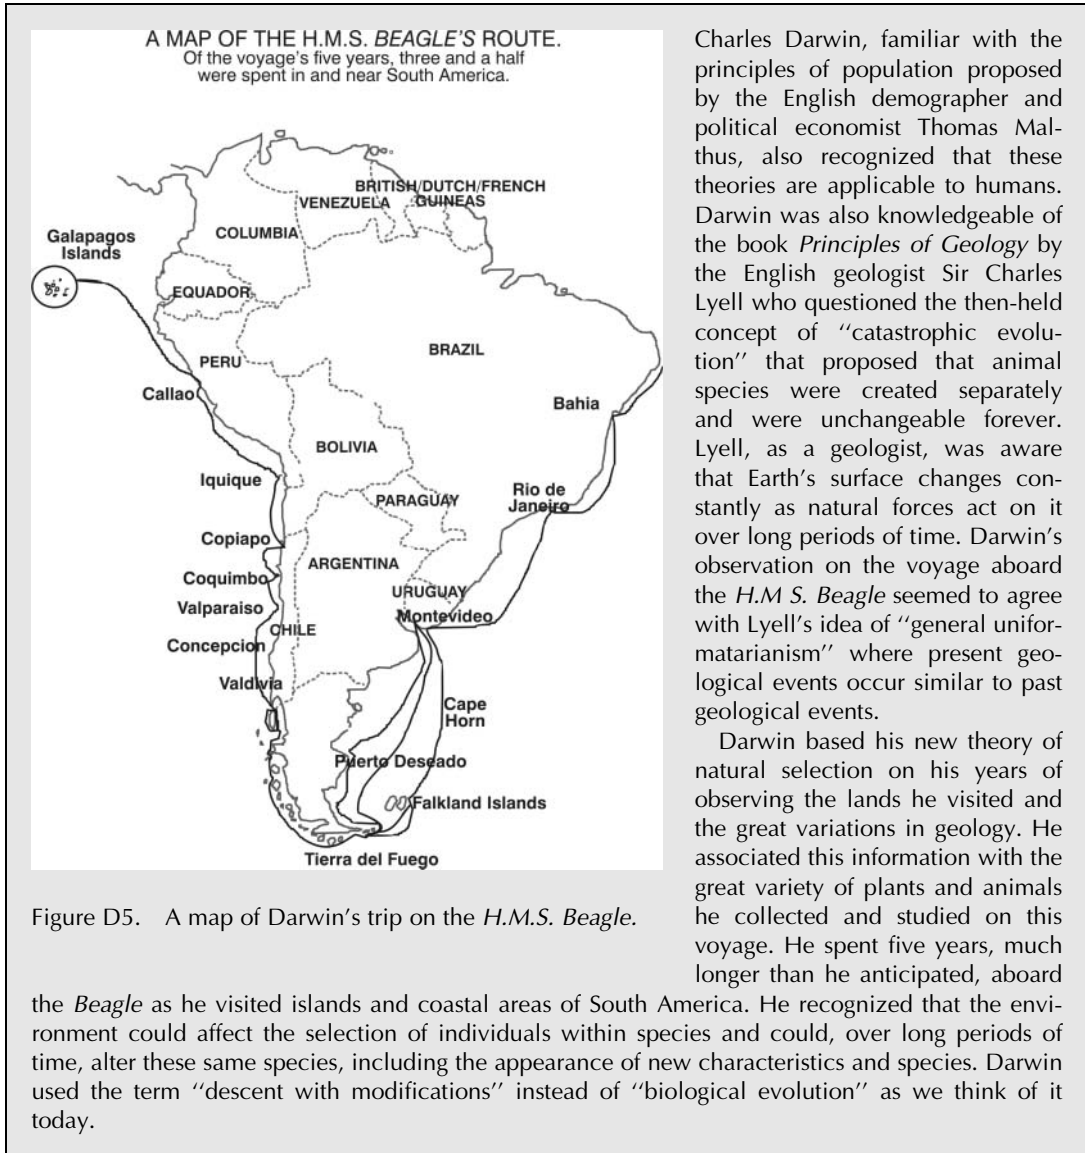 A MAP OF THE H.M.S. BEAGLE'S ROUTE.
Of the voyage's five years, three and a half
were spent in and near South America.
BRITISH/DUTCH/FRENCH
VENEZUELA
GUINEAS
COLUMBIA
Galapagos
Islands
EQUADOR
BRAZIL
PERU
Callao
Bahia
BOLIVIA
Iquique
PARAGUAY
Rio de
Janeiro
Copiapo
ARGENTINA
Coquimbo
URUGUAY
Valparaiso
Montevideo
CHILE
Concepcion
Valdivia
Cape
Horn
Puerto Deseado
Falkland Islands
Tierra del Fuego
Figure D5. A map of Darwin's trip on the H.M.S. Beagle.
Charles Darwin, familiar with the
principles of population proposed
by the English demographer and
political economist Thomas Mal-
thus, also recognized that these
theories are applicable to humans.
Darwin was also knowledgeable of
the book Principles of Geology by
the English geologist Sir Charles
Lyell who questioned the then-held
concept of ''catastrophic evolu-
tion'' that proposed that animal
species were created separately
and were unchangeable forever.
Lyell, as a geologist, was aware
that Earth's surface changes con-
stantly as natural forces act on it
over long periods of time. Darwin's
observation on the voyage aboard
the H.M S. Beagle seemed to agree
with Lyell's idea of ''general unifor-
matarianism'' where present geo-
logical events occur similar to past
geological events.
Darwin based his new theory of
natural selection on his years of
observing the lands he visited and
the great variations in geology. He
associated this information with the
great variety of plants and animals
he collected and studied on this
voyage. He spent five years, much
longer than he anticipated, aboard
the Beagle as he visited islands and coastal areas of South America. He recognized that the envi-
ronment could affect the selection of individuals within species and could, over long periods of
time, alter these same species, including the appearance of new characteristics and species. Darwin
used the term ''descent with modifications'' instead of ''biological evolution'' as we think of it
today.